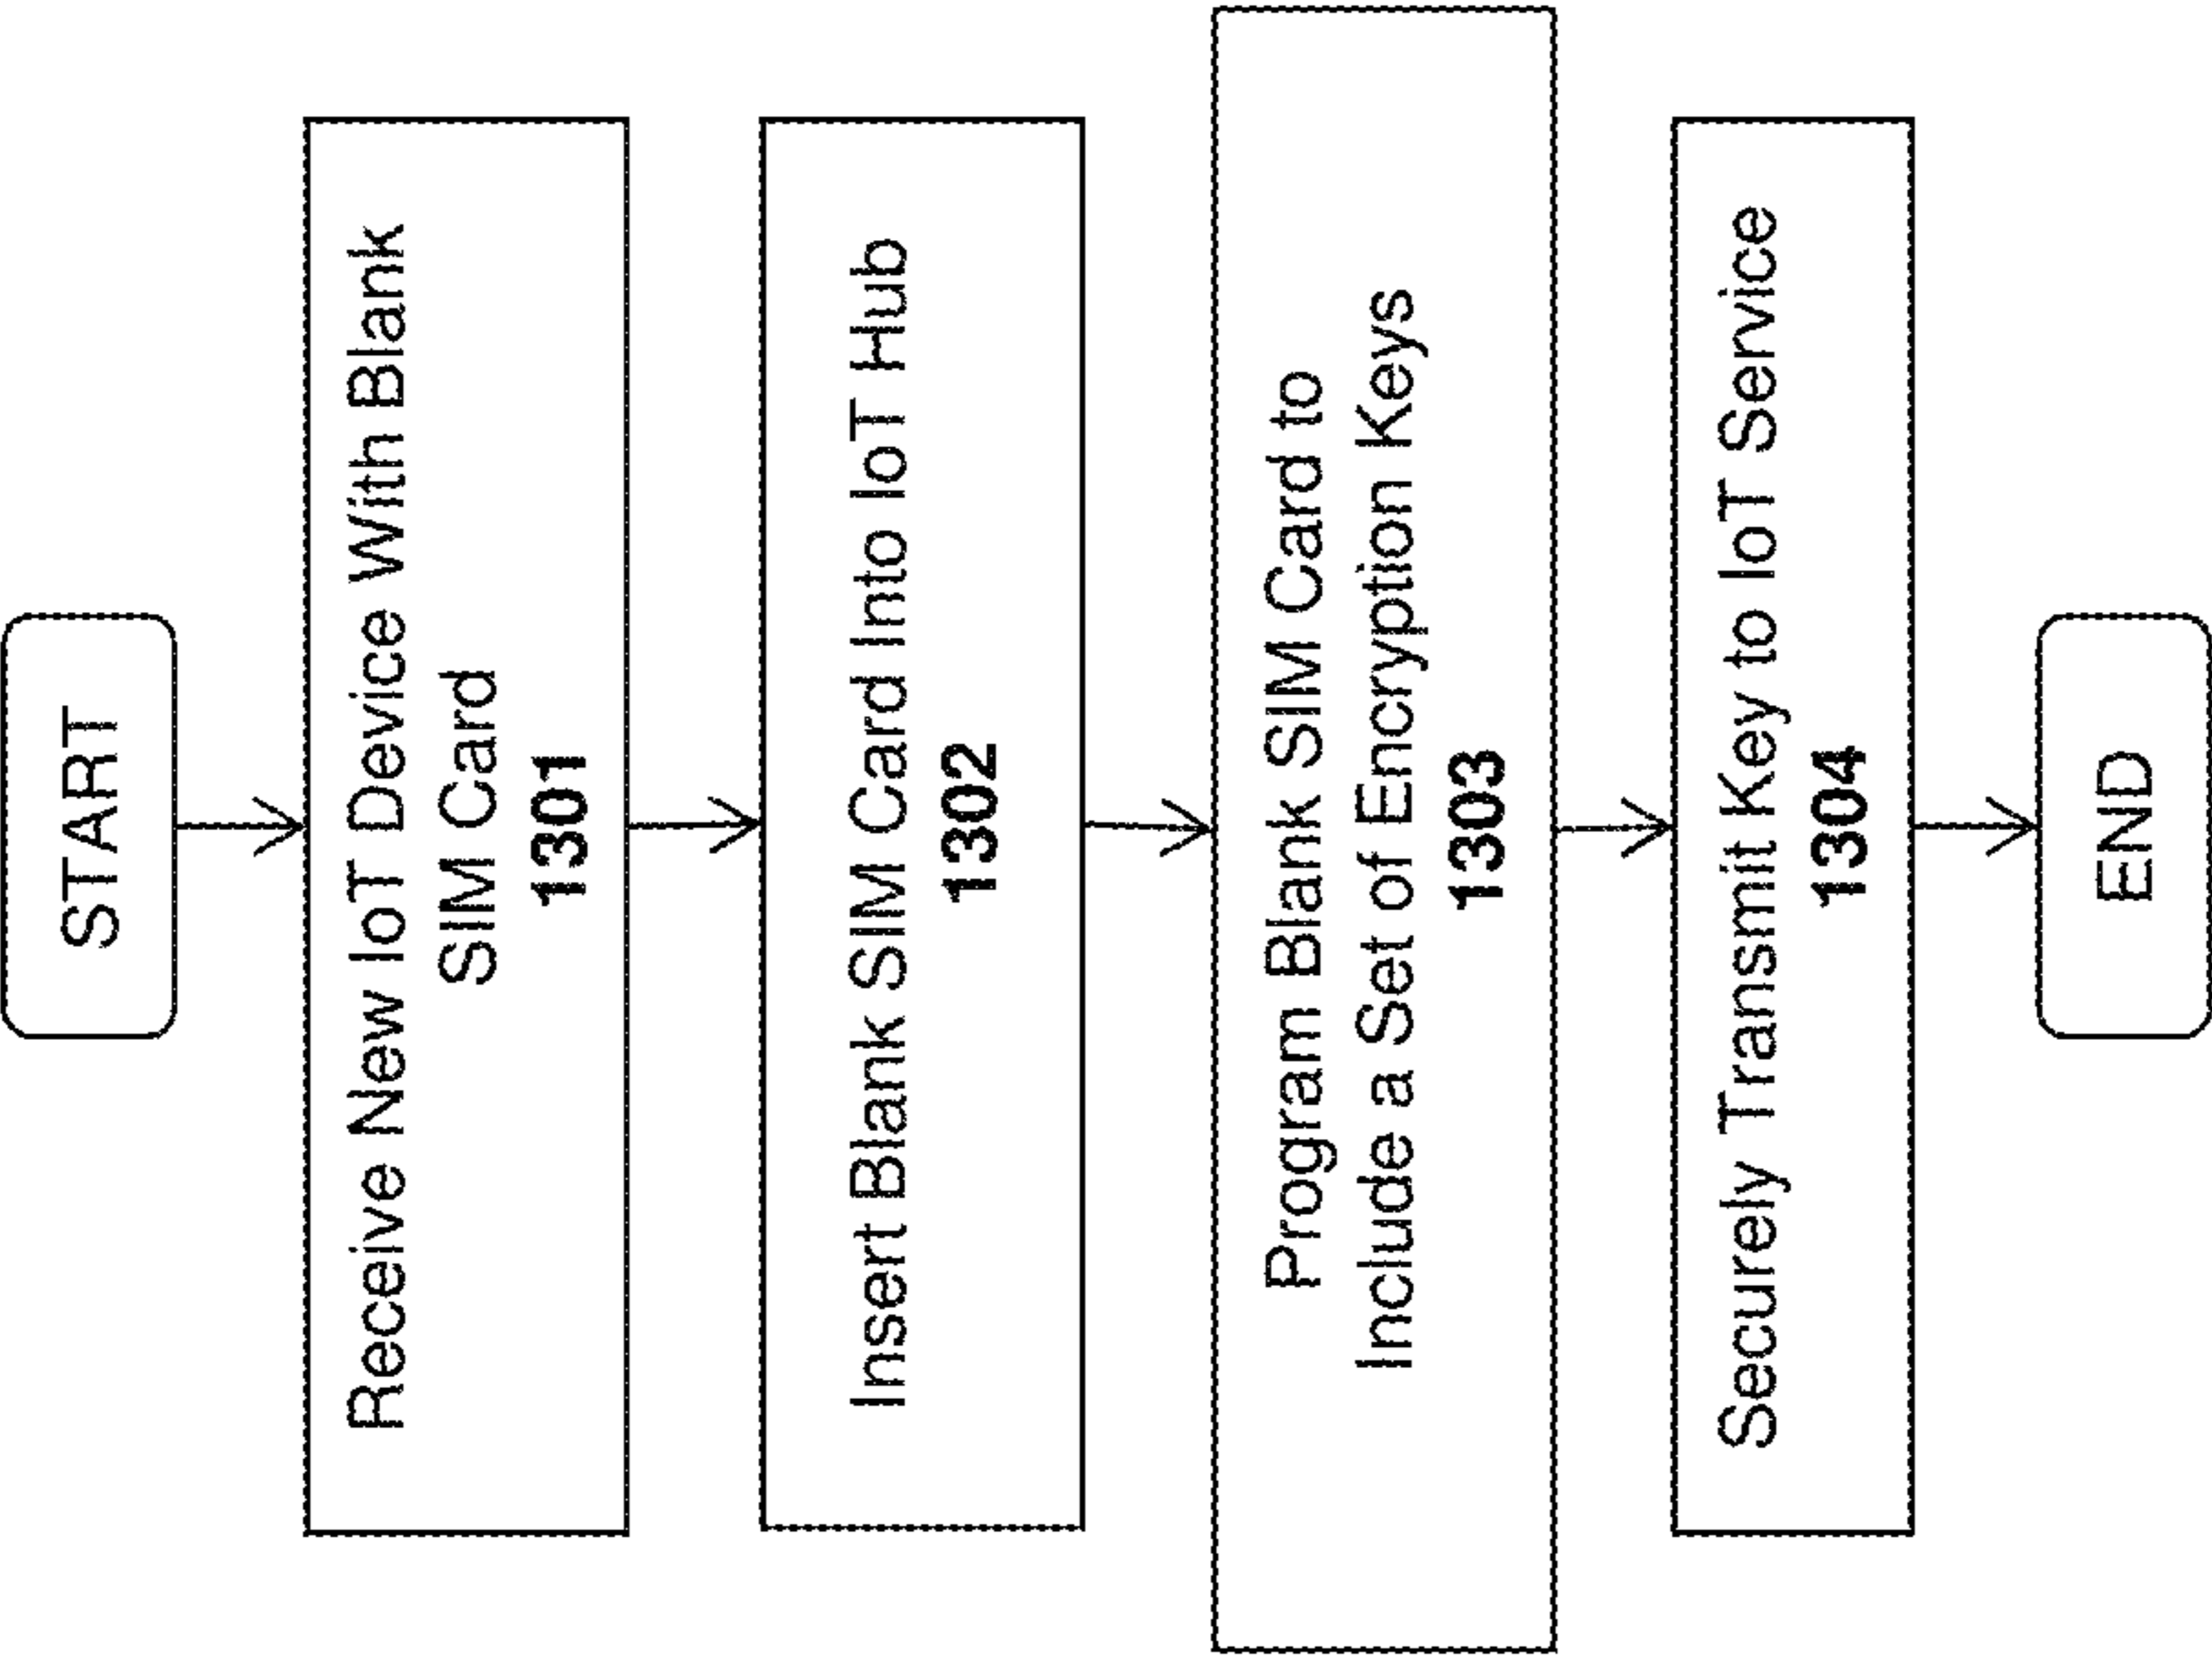 START
Receive New IoT Device With Blank
SIM Card
1301
Insert Blank SIM Card Into IoT Hub
1302
Program Blank SIM Card to
Include a Set of Encryption Keys
1303
Securely Transmit Key to IoT Service
1304
END